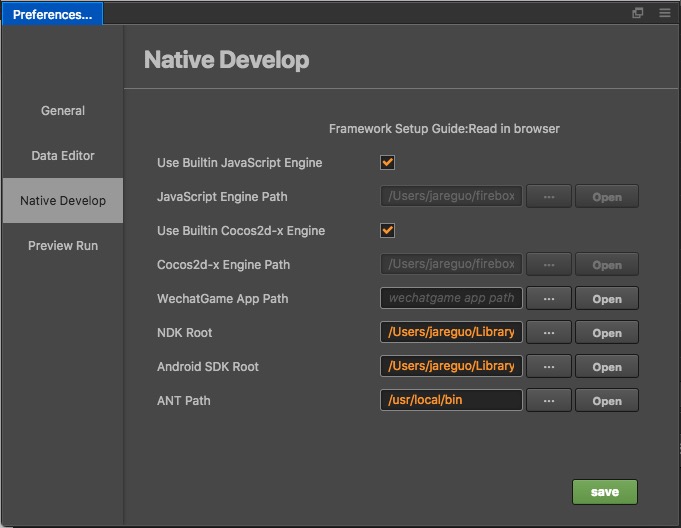 Preferences...
Native Develop
General
Data Editor
Native Develop
Preview Run
Framework Setup Guide:Read in browser
Use Builtin JavaScript Engine
JavaScript Engine Path /Users/jareguo/firebox ... Open
Use Builtin Cocos2d-x Engine
Cocos2d-x Engine Path /Users/jareguo/firebox ... Open
WechatGame App Path wechatgame app path ... Open
NDK Root /Users/jareguo/Library ... Open
Android SDK Root /Users/jareguo/Library ... Open
ANT Path /usr/local/bin ... Open
save